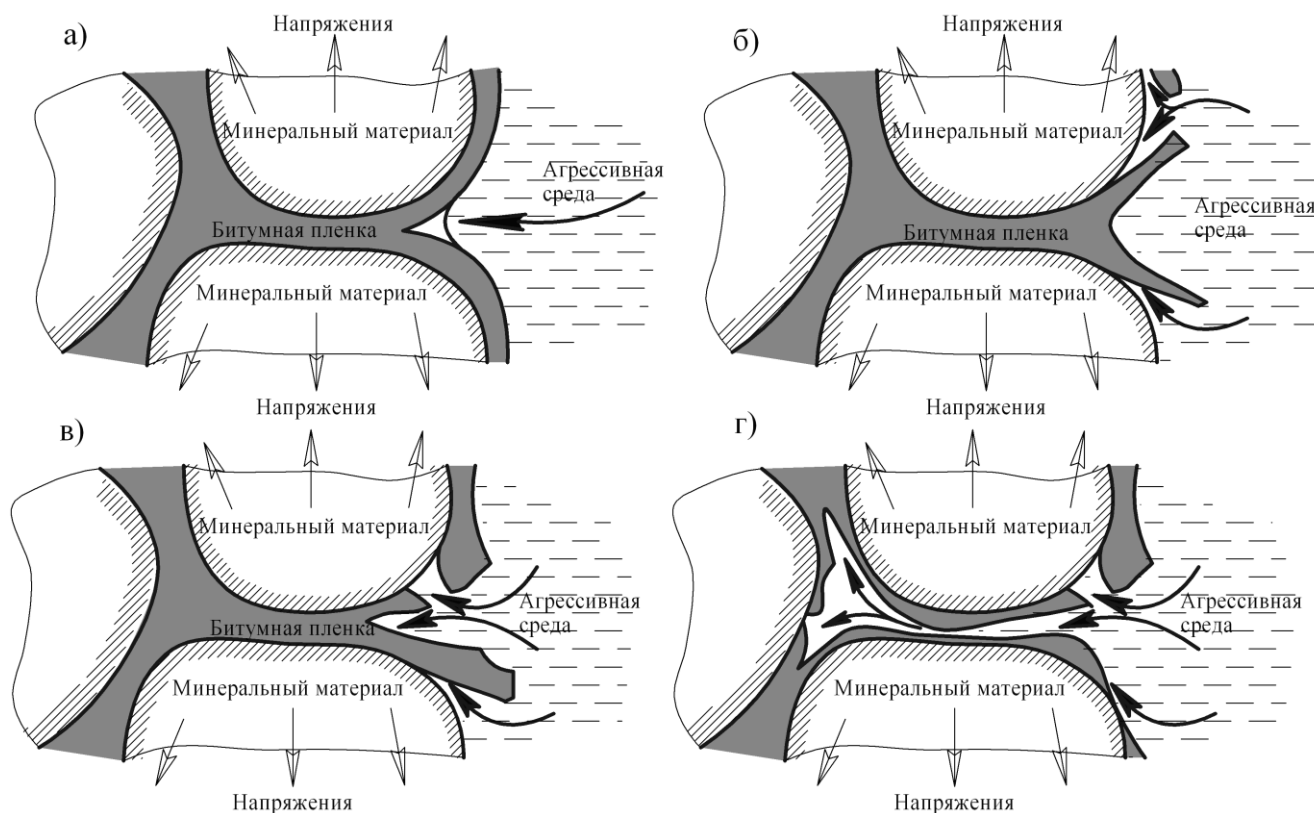 а)
Напряжения
Минеральный материал
Агрессивная
среда
Битумная пленка
Минеральный материал
Напряжения
б)
Напряжения
Минеральный материал
Агрессивная
среда
Битумная пленка
Минеральный материал
Напряжения
в)
Минеральный материал
Агрессивная
среда
Битумная пленка
Минеральный материал
Напряжения
г)
Минеральный материал
Агрессивная
среда
Минеральный материал
Напряжения